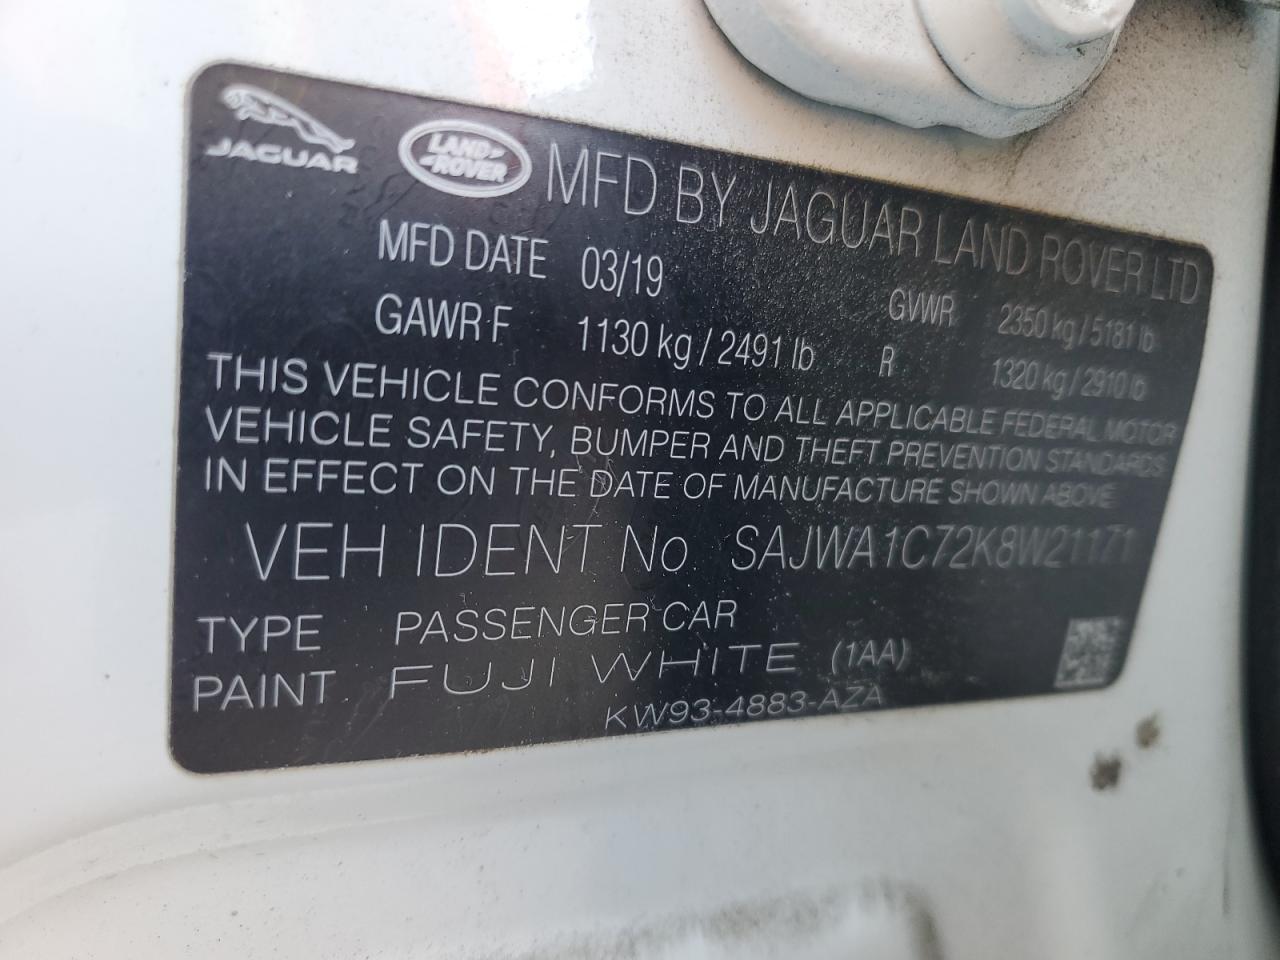 JAGUAR LAND ROVER MFD BY JAGUAR LAND ROVER LTD
MFD DATE 03/19 GVWR 2350 kg / 5181 lb
GAWR F 1130 kg / 2491 lb R 1320 kg / 2910 lb
THIS VEHICLE CONFORMS TO ALL APPLICABLE FEDERAL MOTOR
VEHICLE SAFETY, BUMPER AND THEFT PREVENTION STANDARDS
IN EFFECT ON THE DATE OF MANUFACTURE SHOWN ABOVE
VEH IDENT No SAJWA1C72K8W21171
TYPE PASSENGER CAR
PAINT FUJI WHITE (1AA)
KW93-4883-AZA